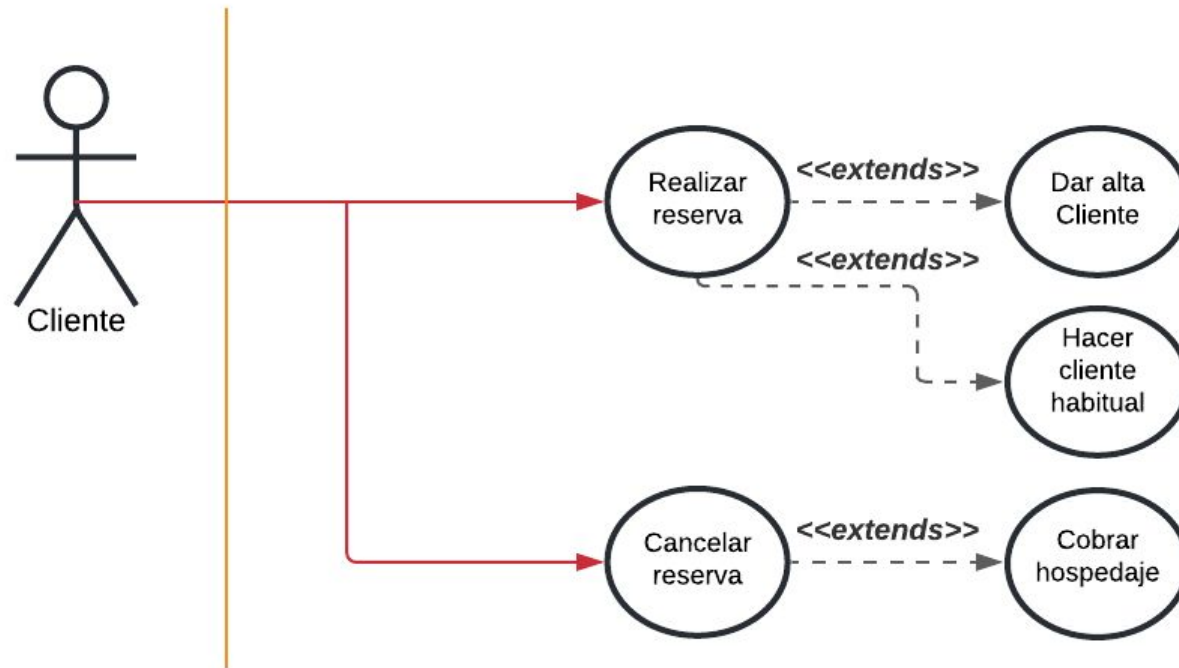 Cliente
Realizar
reserva
<<extends>>
Dar alta
Cliente
<<extends>>
Hacer
cliente
habitual
Cancelar
reserva
<<extends>>
Cobrar
hospedaje